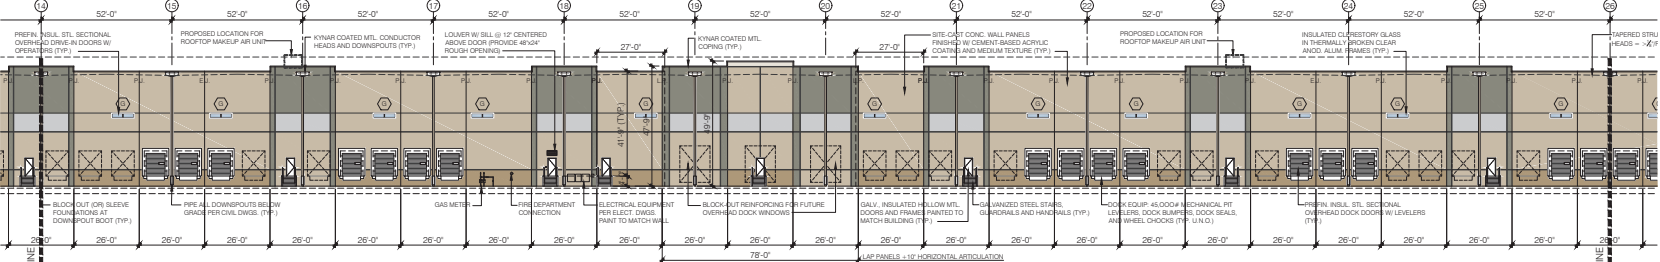 14 15 16 17 18 19 20 21 22 23 24 25 26
52'-0" 52'-0" 52'-0" 52'-0" 52'-0" 52'-0" 52'-0" 52'-0" 52'-0" 52'-0" 52'-0" 52'-0"
PREFIN. INSUL. STL. SECTIONAL
OVERHEAD DRIVE-IN DOORS W/
OPERATORS (TYP.)
PROPOSED LOCATION FOR
ROOFTOP MAKEUP AIR UNIT
KYNAR COATED MTL. CONDUCTOR
HEADS AND DOWNSPOUTS (TYP.)
LOUVER W/ SILL @ 12" CENTERED
ABOVE DOOR (PROVIDE 48"x24"
ROUGH OPENING)
27'-0"
KYNAR COATED MTL.
COPING (TYP.)
27'-0"
SITE-CAST CONC. WALL PANELS
FINISHED W/ CEMENT-BASED ACRYLIC
COATING AND MEDIUM TEXTURE (TYP.)
PROPOSED LOCATION FOR
ROOFTOP MAKEUP AIR UNIT
INSULATED CLERESTORY GLASS
IN THERMALLY BROKEN CLEAR
ANOD. ALUM. FRAMES (TYP.)
TAPERED STRU
G G G G G G G G G G G G
(TYP.)
BLOCK OUT (OR) SLEEVE
FOUNDATIONS AT
DOWNSPOUT BOOT (TYP.)
PIPE ALL DOWNSPOUTS BELOW
GRADE PER CIVIL DWGS. (TYP.)
GAS METER
FIRE DEPARTMENT
CONNECTION
ELECTRICAL EQUIPMENT
PER ELECT. DWGS.
PAINT TO MATCH WALL
BLOCK-OUT REINFORCING FOR FUTURE
OVERHEAD DOCK WINDOWS
GALV., INSULATED HOLLOW MTL.
DOORS AND FRAMES PAINTED TO
MATCH BUILDING (TYP.)
GALVANIZED STEEL STAIRS,
GUARDRAILS AND HANDRAILS (TYP.)
DOCK EQUIP: 45,000# MECHANICAL PIT
LEVELERS, DOCK BUMPERS, DOCK SEALS,
AND WHEEL CHOCKS (TYP. U.N.O.)
PREFIN. INSUL. STL. SECTIONAL
OVERHEAD DOCK DOORS W/ LEVELERS
(TYP.)
26'-0" 26'-0" 26'-0" 26'-0" 26'-0" 26'-0" 26'-0" 26'-0" 26'-0" 26'-0" 26'-0" 26'-0" 26'-0" 26'-0" 26'-0" 26'-0" 26'-0" 26'-0" 26'-0" 26'-0" 26'-0" 26'-0" 26'-0" 26'-0" 26'-0"
78'-0"
LAP PANELS +10" HORIZONTAL ARTICULATION
INE
INE